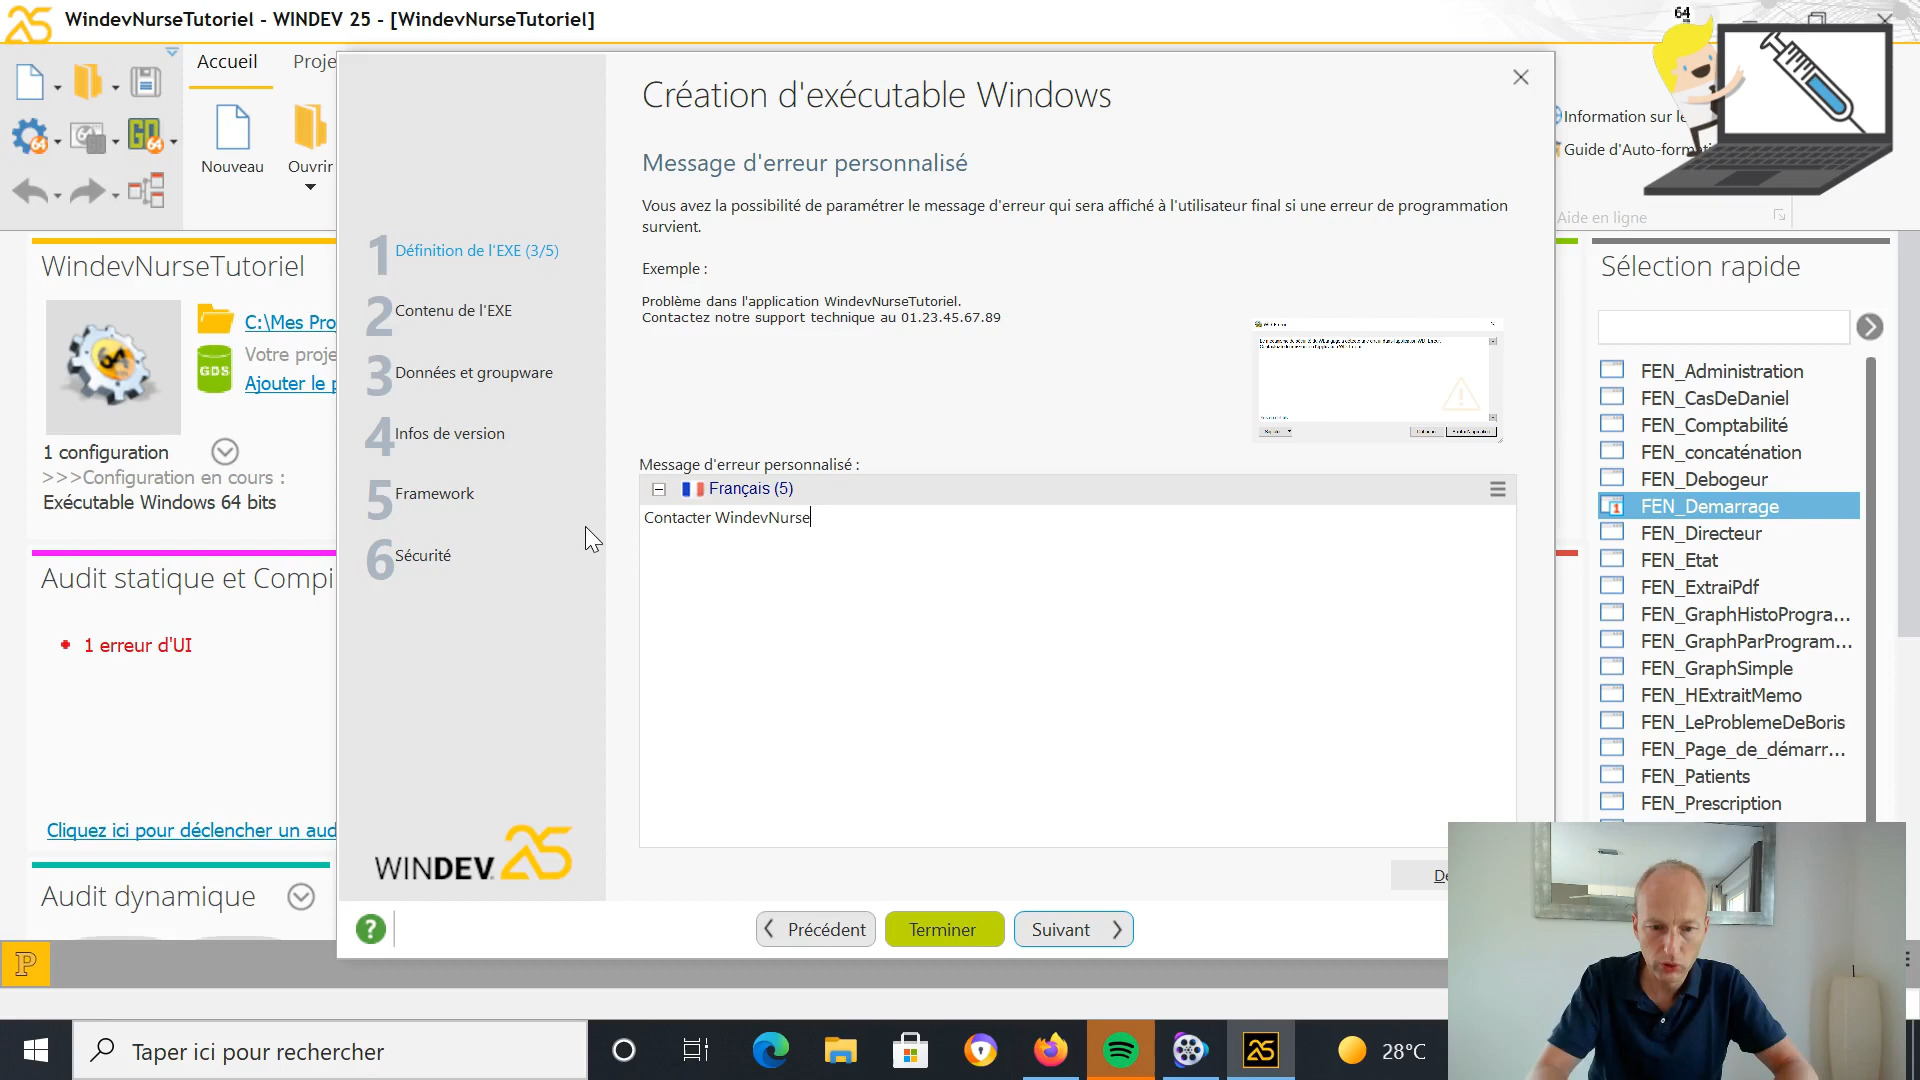 WindevNurseTutoriel - WINDEV 25 - [WindevNurseTutoriel]
64
Accueil
Proje
Nouveau
Ouvrir
Information sur le
Guide d'Auto-formati
Aide en ligne
Création d'exécutable Windows
Message d'erreur personnalisé
Vous avez la possibilité de paramétrer le message d'erreur qui sera affiché à l'utilisateur final si une erreur de programmation
survient.
Exemple :
Problème dans l'application WindevNurseTutoriel.
Contactez notre support technique au 01.23.45.67.89
1 Définition de l'EXE (3/5)
2 Contenu de l'EXE
3 Données et groupware
4 Infos de version
5 Framework
6 Sécurité
Message d'erreur personnalisé :
Français (5)
Contacter WindevNurse
WINDEV 25
? 
Précédent
Terminer
Suivant
De
WindevNurseTutoriel
C:\Mes Pro
Votre proje
GDS
Ajouter le p
1 configuration
>>>Configuration en cours :
Exécutable Windows 64 bits
Audit statique et Compi
1 erreur d'UI
Cliquez ici pour déclencher un aud
Audit dynamique
Sélection rapide
FEN_Administration
FEN_CasDeDaniel
FEN_Comptabilité
FEN_concaténation
FEN_Debogeur
FEN_Demarrage
FEN_Directeur
FEN_Etat
FEN_ExtraiPdf
FEN_GraphHistoProgra...
FEN_GraphParProgram...
FEN_GraphSimple
FEN_HExtraitMemo
FEN_LeProblemeDeBoris
FEN_Page_de_démarr...
FEN_Patients
FEN_Prescription
P
Taper ici pour rechercher
25
28°C